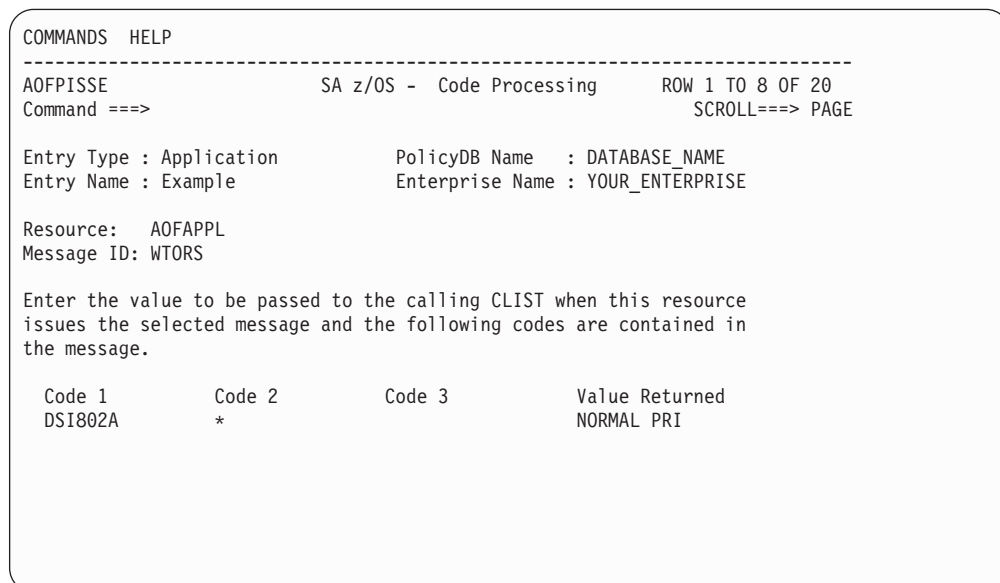 COMMANDS HELP
------------------------------------------------------------------------------
AOFPISSE SA z/OS - Code Processing ROW 1 TO 8 OF 20
Command ===> SCROLL===> PAGE
Entry Type : Application PolicyDB Name : DATABASE_NAME
Entry Name : Example Enterprise Name : YOUR_ENTERPRISE
Resource: AOFAPPL
Message ID: WTORS
Enter the value to be passed to the calling CLIST when this resource
issues the selected message and the following codes are contained in
the message.
Code 1 Code 2 Code 3 Value Returned
DSI802A * NORMAL PRI